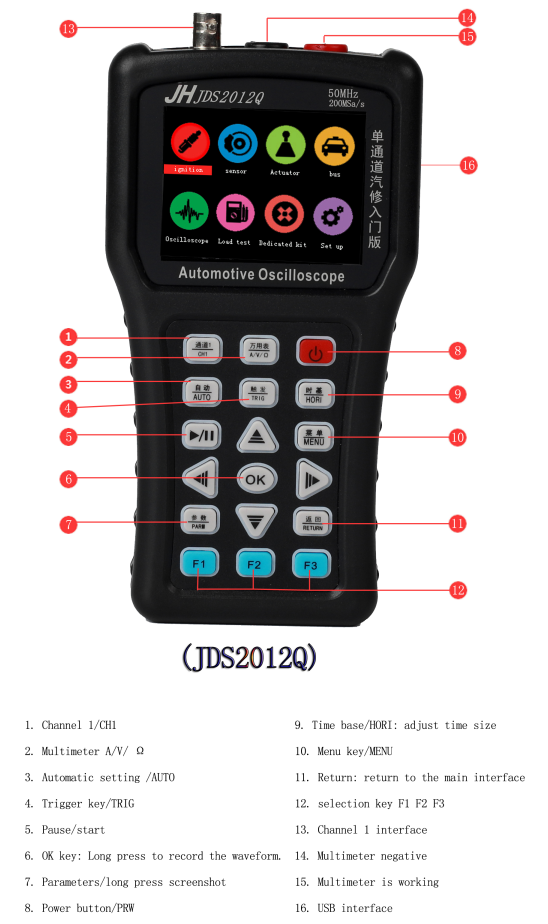 13
14
15
JH JDS2012Q
50MHz
200MSa/s
单通道汽修入门版
16
ignition
sensor
Actuator
bus
Oscilloscope
Load test
Dedicated kit
Set up
Automotive Oscilloscope
1
通道1
CH1
2
万用表
A/V/Ω
8
3
自动
AUTO
4
触发
TRIG
时基
HORI
9
5
菜单
MENU
10
6
OK
7
参数
PARM
返回
RETURN
11
F1
F2
F3
12
(JDS2012Q)
1. Channel 1/CH1
2. Multimeter A/V/ Ω
3. Automatic setting /AUTO
4. Trigger key/TRIG
5. Pause/start
6. OK key: Long press to record the waveform.
7. Parameters/long press screenshot
8. Power button/PRW
9. Time base/HORI: adjust time size
10. Menu key/MENU
11. Return: return to the main interface
12. selection key F1 F2 F3
13. Channel 1 interface
14. Multimeter negative
15. Multimeter is working
16. USB interface